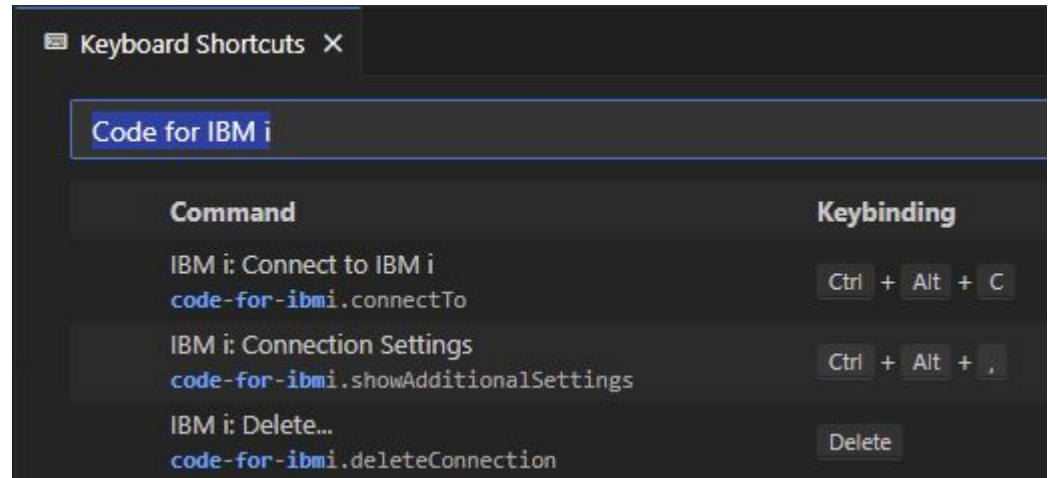 Keyboard Shortcuts
Code for IBM i
Command Keybinding
IBM i: Connect to IBM i
code-for-ibmi.connectTo
Ctrl + Alt + C
IBM i: Connection Settings
code-for-ibmi.showAdditionalSettings
Ctrl + Alt + ,
IBM i: Delete...
code-for-ibmi.deleteConnection
Delete